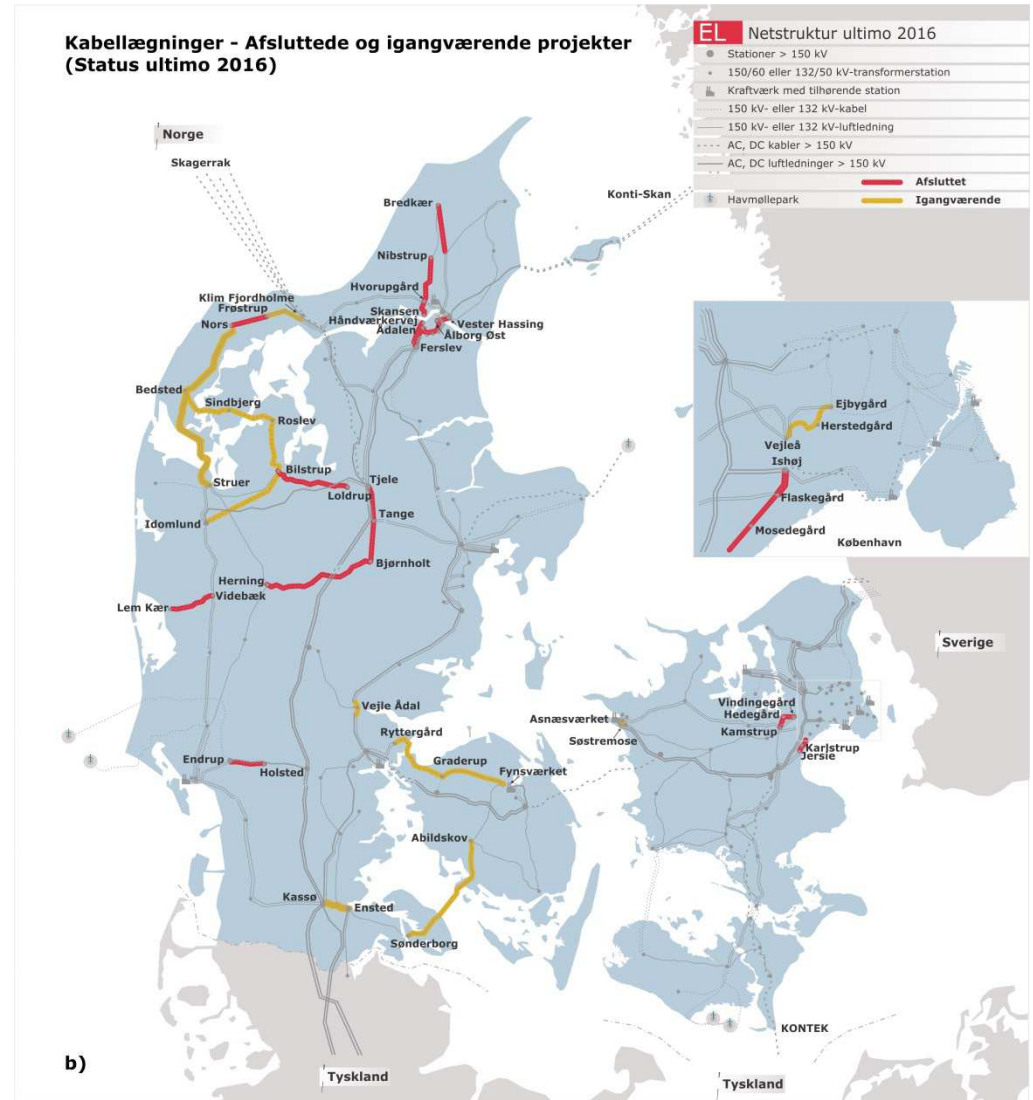 Kabellægninger - Afsluttede og igangværende projekter
(Status ultimo 2016)
EL Netstruktur ultimo 2016
Stationer > 150 kV
150/60 eller 132/50 kV-transformerstation
Kraftværk med tilhørende station
150 kV- eller 132 kV-kabel
150 kV- eller 132 kV-luftledning
AC, DC kabler > 150 kV
AC, DC luftledninger > 150 kV
Afsluttet
Havmøllepark
Igangværende
Norge
Skagerrak
Konti-Skan
Bredkær
Nibstrup
Hvorupgård
Klim Fjordholme
Frøstrup
Nors
Skansen
Håndværkervej
Ådalen
Vester Hassing
Ålborg Øst
Ferslev
Bedsted
Sindbjerg
Roslev
Bilstrup
Struer
Tjele
Loldrup
Idomlund
Tange
Bjørnholt
Herning
Videbæk
Lem Kær
Ejbygård
Herstedgård
Vejleå
Ishøj
Flaskegård
Mosedegård
København
Sverige
Vejle Ådal
Ryttergård
Graderup
Fynsværket
Endrup
Holsted
Asnæsværket
Søstremose
Vindingegård
Hedegård
Kamstrup
Karlstrup
Jersie
Abildskov
Kassø
Ensted
Sønderborg
KONTEK
b)
Tyskland
Tyskland